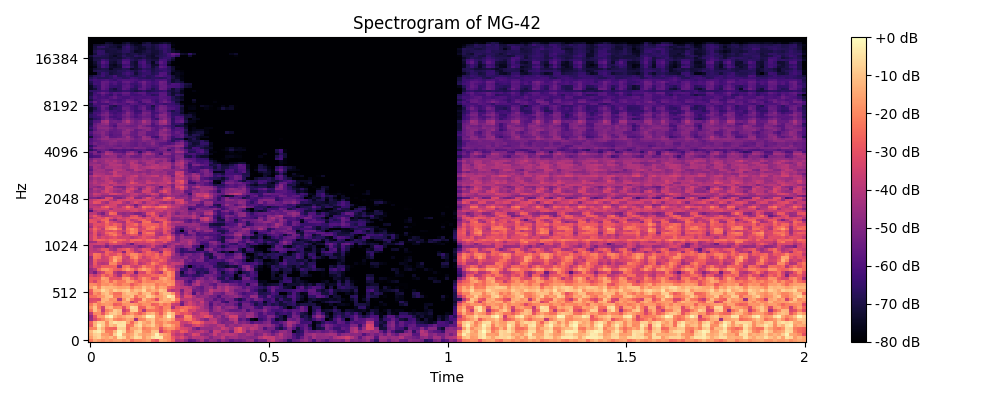 Spectrogram of MG-42
Hz
16384
8192
4096
2048
1024
512
0
0
0.5
1
1.5
2
Time
+0 dB
-10 dB
-20 dB
-30 dB
-40 dB
-50 dB
-60 dB
-70 dB
-80 dB